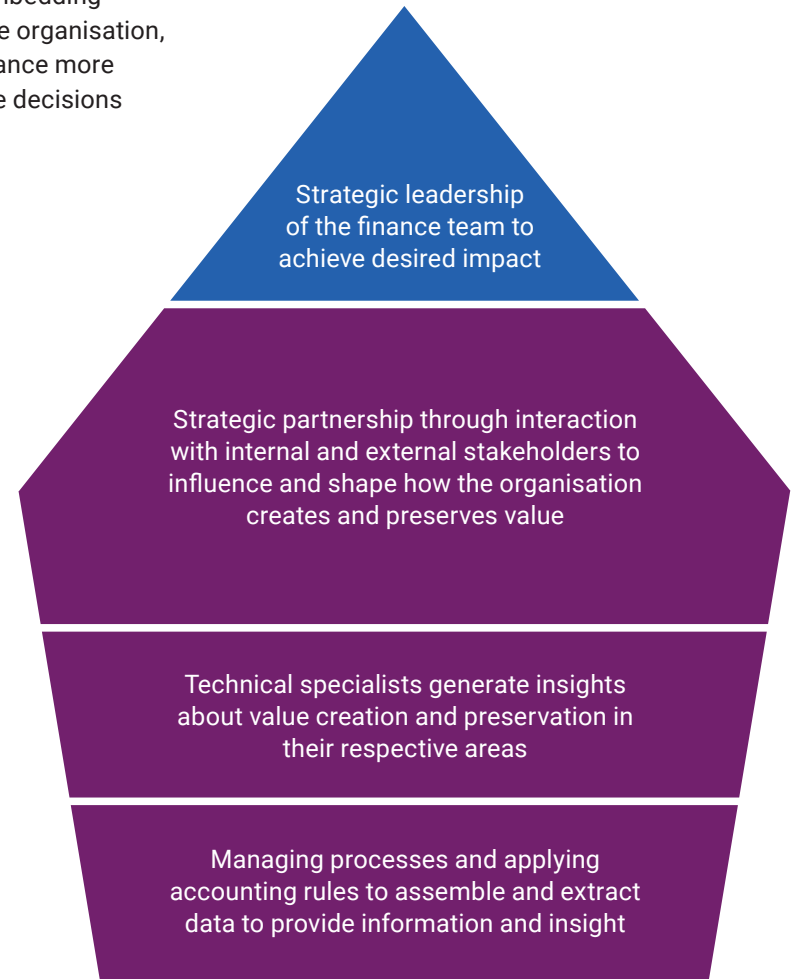 e organisation,
ance more
e decisions
Strategic leadership
of the finance team to
achieve desired impact
Strategic partnership through interaction
with internal and external stakeholders to
influence and shape how the organisation
creates and preserves value
Technical specialists generate insights
about value creation and preservation in
their respective areas
Managing processes and applying
accounting rules to assemble and extract
data to provide information and insight